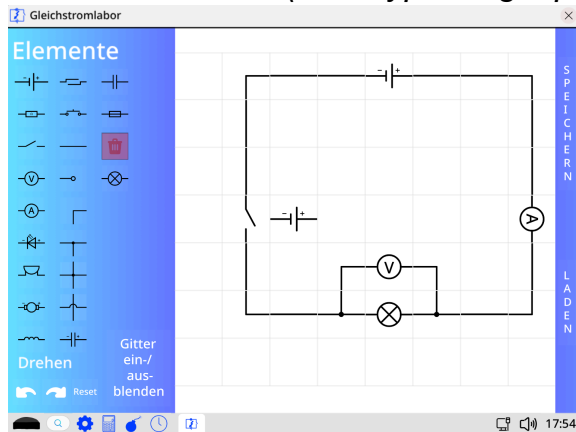 Gleichstromlabor
Elemente
V
A
Drehen
Reset
Gitter
ein-/
aus-
blenden
V
A
SPEICHERN
LADEN
17:54